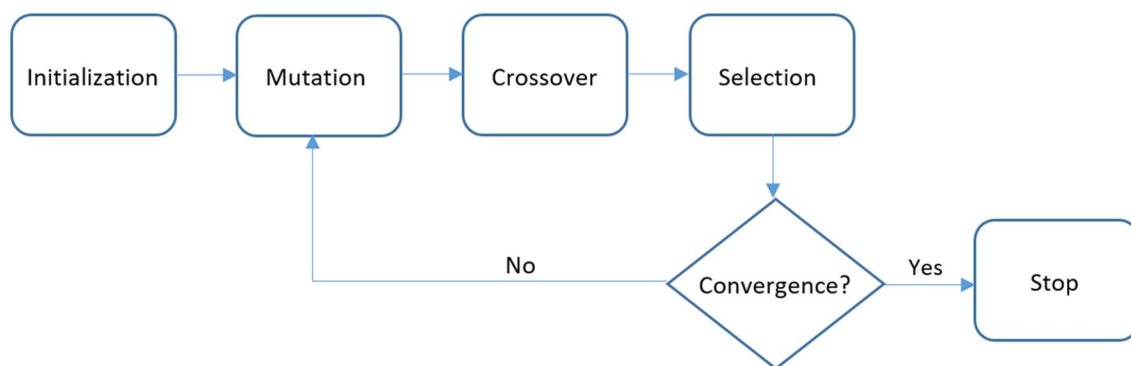 Initialization
Mutation
Crossover
Selection
No
Convergence?
Yes
Stop